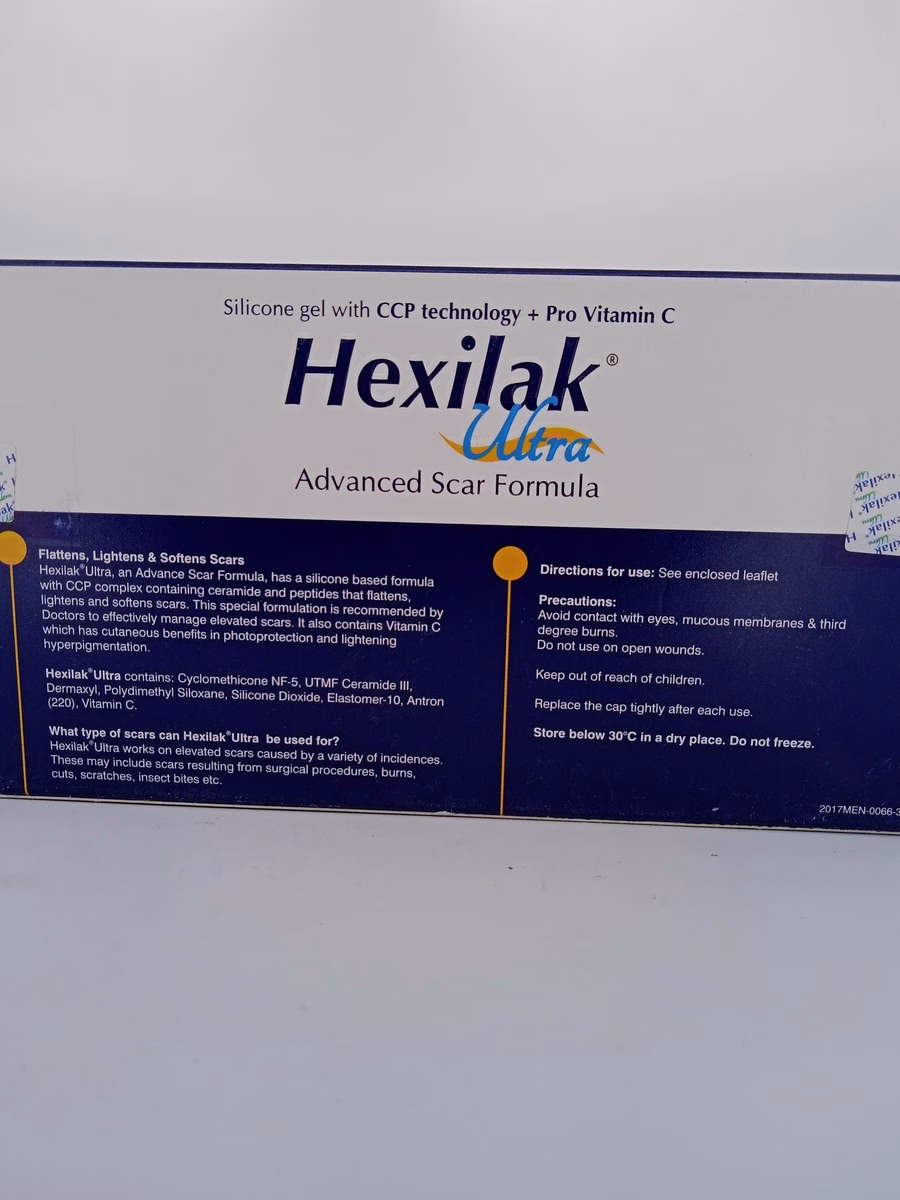 Silicone gel with CCP technology + Pro Vitamin C
Hexilak®
Ultra
Advanced Scar Formula
Flattens, Lightens & Softens Scars
Hexilak®Ultra, an Advance Scar Formula, has a silicone based formula
with CCP complex containing ceramide and peptides that flattens,
lightens and softens scars. This special formulation is recommended by
Doctors to effectively manage elevated scars. It also contains Vitamin C
which has cutaneous benefits in photoprotection and lightening
hyperpigmentation.
Hexilak®Ultra contains: Cyclomethicone NF-5, UTMF Ceramide III,
Dermaxyl, Polydimethyl Siloxane, Silicone Dioxide, Elastomer-10, Antron
(220), Vitamin C.
What type of scars can Hexilak®Ultra be used for?
Hexilak®Ultra works on elevated scars caused by a variety of incidences.
These may include scars resulting from surgical procedures, burns,
cuts, scratches, insect bites etc.
Directions for use: See enclosed leaflet
Precautions:
Avoid contact with eyes, mucous membranes & third
degree burns.
Do not use on open wounds.
Keep out of reach of children.
Replace the cap tightly after each use.
Store below 30°C in a dry place. Do not freeze.
2017MEN-0066-3